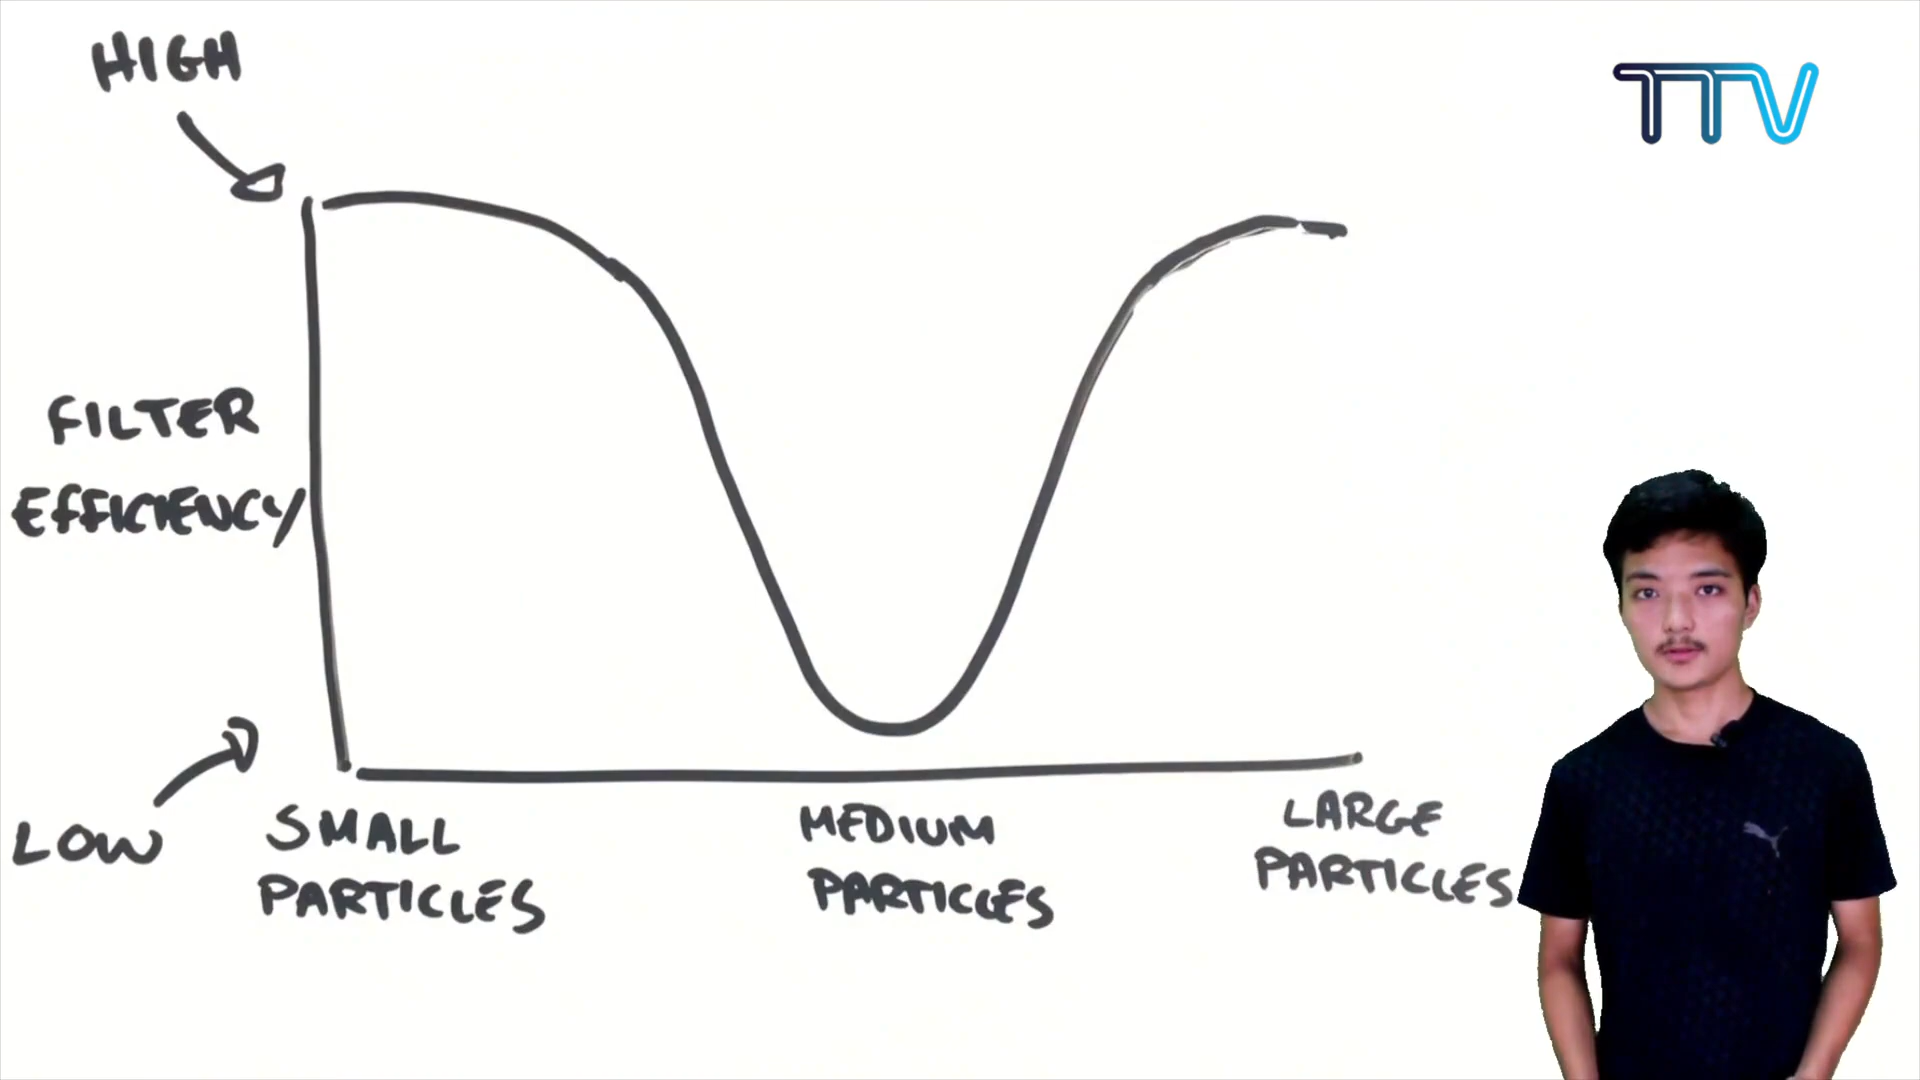 HIGH
TTV
FILTER
EFFICIENCY
LOW
SMALL
PARTICLES
MEDIUM
PARTICLES
LARGE
PARTICLES